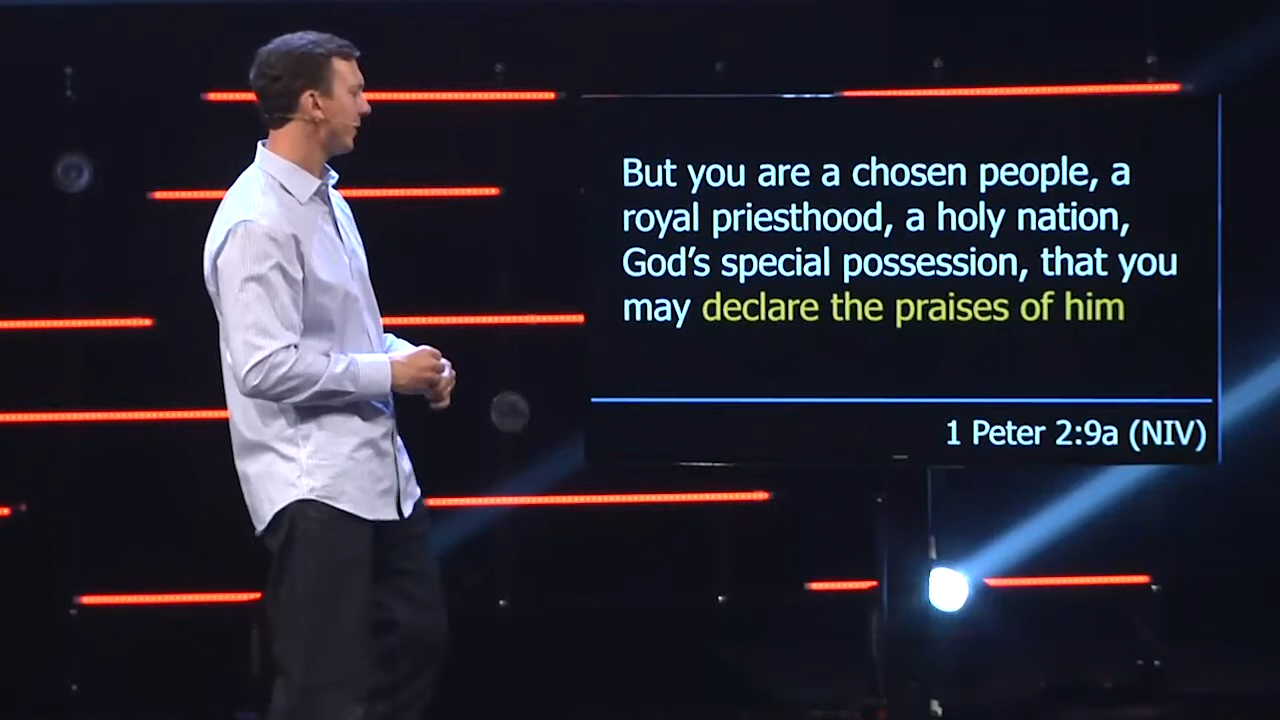 But you are a chosen people, a
royal priesthood, a holy nation,
God's special possession, that you
may declare the praises of him
1 Peter 2:9a (NIV)